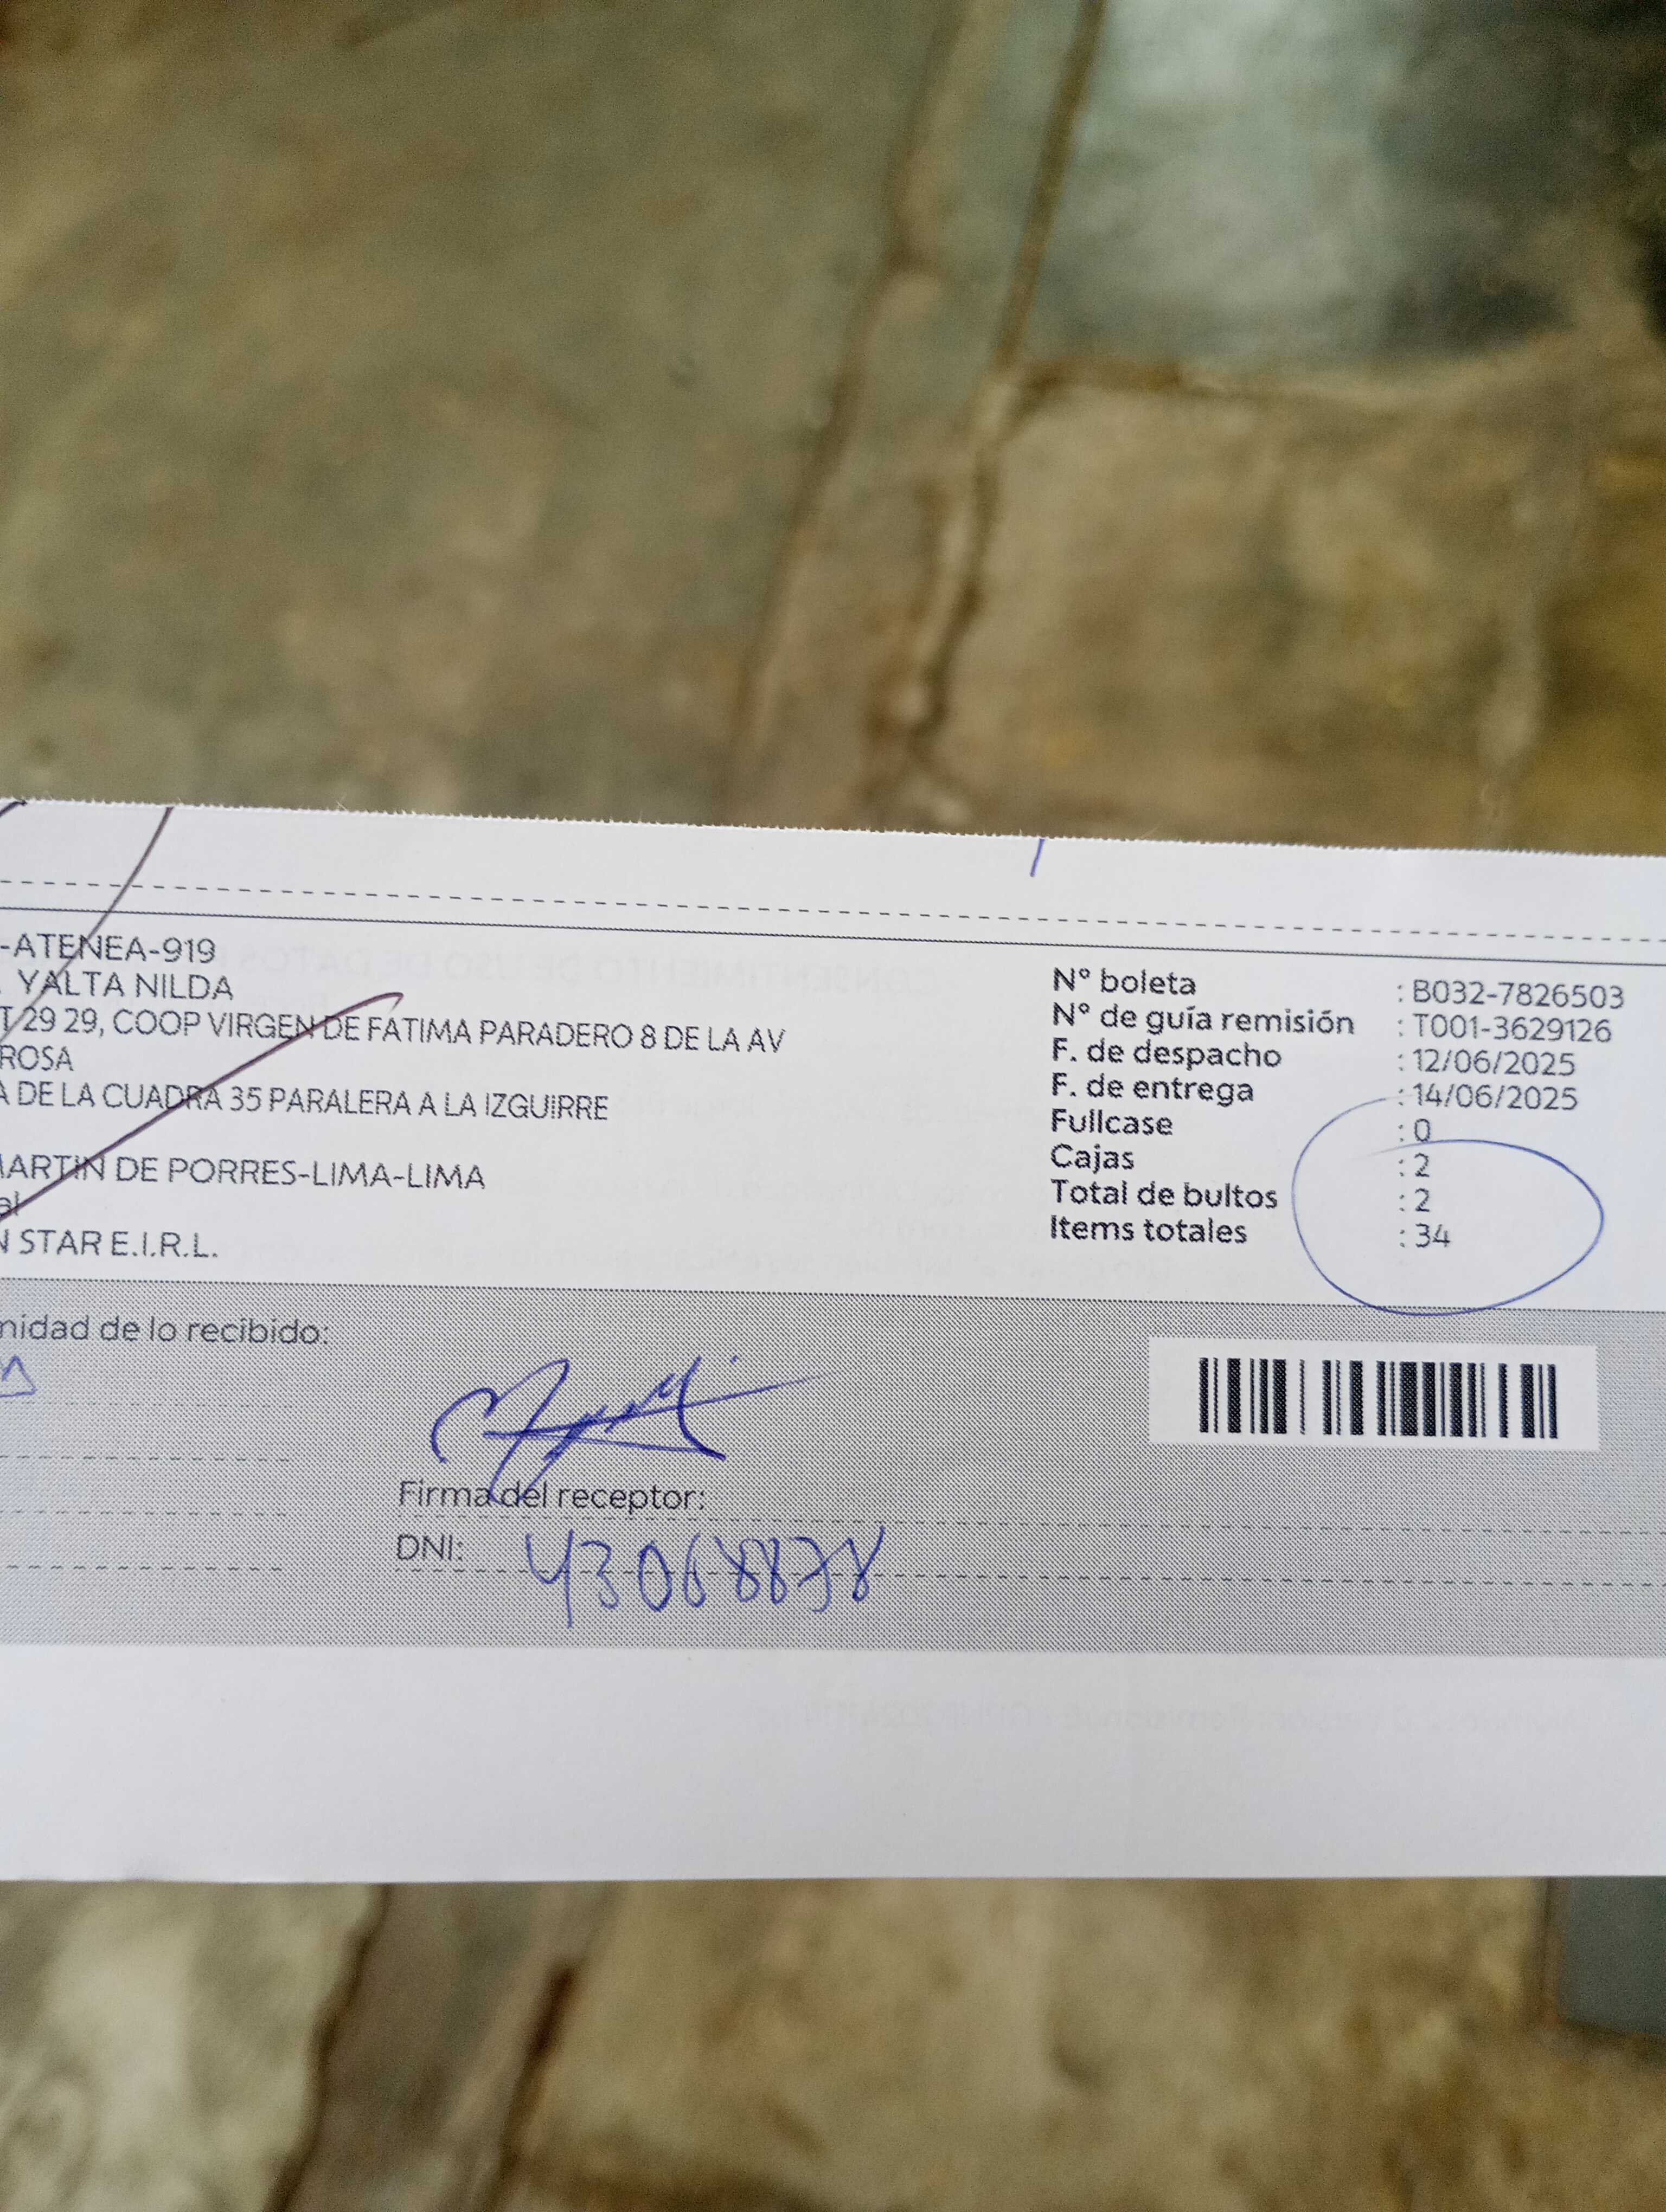 -ATENEA-919
YALTA NILDA
T 29 29, COOP VIRGEN DE FATIMA PARADERO 8 DE LA AV
ROSA
A DE LA CUADRA 35 PARALERA A LA IZGUIRRE
MARTIN DE PORRES-LIMA-LIMA
al
N STAR E.I.R.L.
Nº boleta : B032-7826503
Nº de guía remisión : T001-3629126
F. de despacho : 12/06/2025
F. de entrega : 14/06/2025
Fullcase : 0
Cajas : 2
Total de bultos : 2
Items totales : 34
nidad de lo recibido:
Firma del receptor:
DNI: 43068878